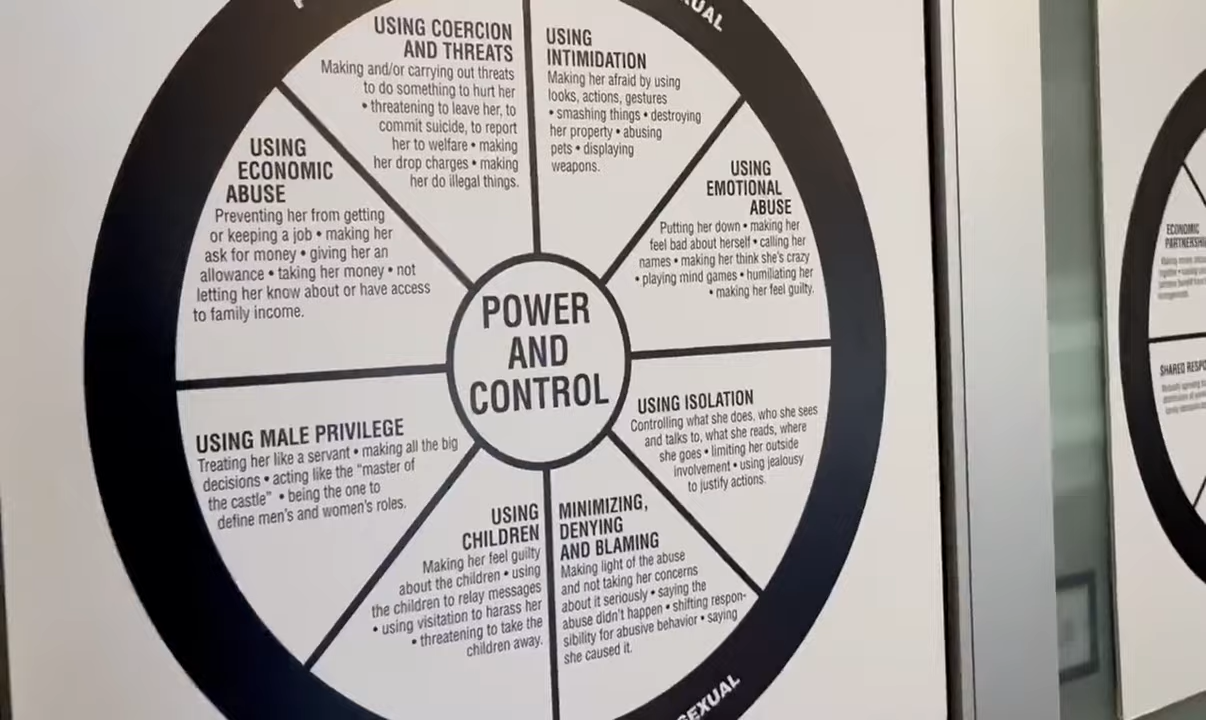 USING COERCION
AND THREATS
Making and/or carrying out threats
to do something to hurt her
• threatening to leave her, to
commit suicide, to report
her to welfare • making
her drop charges • making
her do illegal things.
USING
INTIMIDATION
Making her afraid by using
looks, actions, gestures
• smashing things • destroying
her property • abusing
pets • displaying
weapons.
USING
EMOTIONAL
ABUSE
Putting her down • making her
feel bad about herself • calling her
names • making her think she's crazy
• playing mind games • humiliating her
• making her feel guilty.
USING ISOLATION
Controlling what she does, who she sees
and talks to, what she reads, where
she goes • limiting her outside
involvement • using jealousy
to justify actions.
MINIMIZING,
DENYING
AND BLAMING
Making light of the abuse
and not taking her concerns
about it seriously • saying the
abuse didn't happen • shifting respon-
sibility for abusive behavior • saying
she caused it.
USING
CHILDREN
Making her feel guilty
about the children • using
the children to relay messages
• using visitation to harass her
• threatening to take the
children away.
USING MALE PRIVILEGE
Treating her like a servant • making all the big
decisions • acting like the "master of
the castle" • being the one to
define men's and women's roles.
USING
ECONOMIC
ABUSE
Preventing her from getting
or keeping a job • making her
ask for money • giving her an
allowance • taking her money • not
letting her know about or have access
to family income.
POWER
AND
CONTROL
SEXUAL
ECONOMIC
SHARED